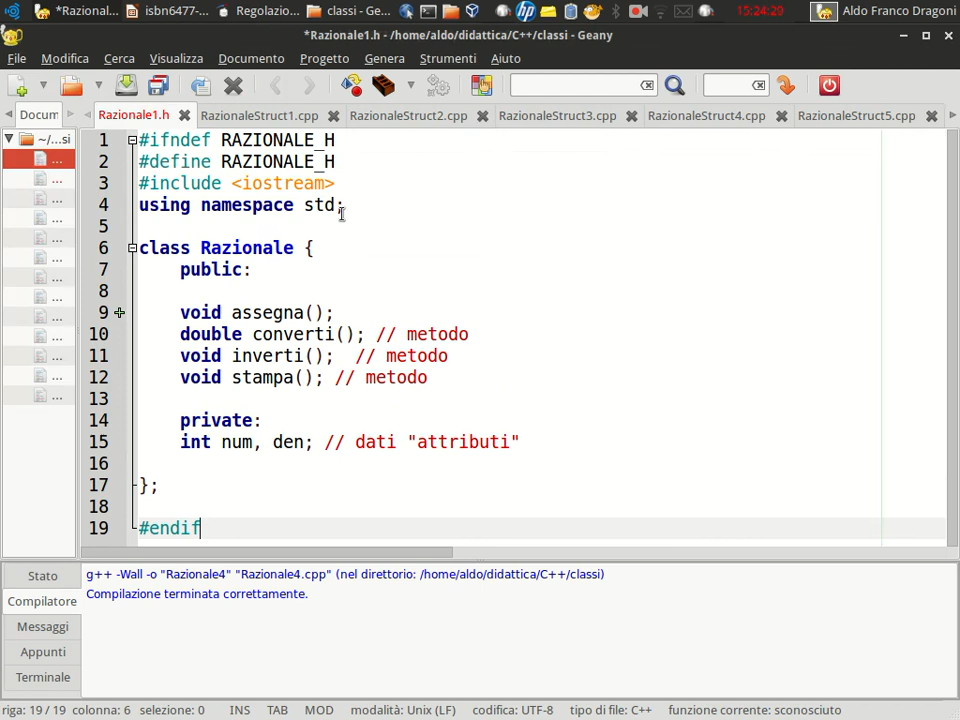 *Razional...
isbn6477-...
Regolazio...
classi - Ge...
15:24:29
Aldo Franco Dragoni
*Razionale1.h - /home/aldo/didattica/C++/classi - Geany
File Modifica Cerca Visualizza Documento Progetto Genera Strumenti Aiuto
Docum
Razionale1.h RazionaleStruct1.cpp RazionaleStruct2.cpp RazionaleStruct3.cpp RazionaleStruct4.cpp RazionaleStruct5.cpp
~/...si
...
...
...
...
...
...
...
...
...
...
...
...
...
1 #ifndef RAZIONALE_H
2 #define RAZIONALE_H
3 #include <iostream>
4 using namespace std;
5
6 class Razionale {
7 public:
8
9 void assegna();
10 double converti(); // metodo
11 void inverti();  // metodo
12 void stampa(); // metodo
13
14 private:
15 int num, den; // dati "attributi"
16
17 };
18
19 #endif
Stato
Compilatore
Messaggi
Appunti
Terminale
g++ -Wall -o "Razionale4" "Razionale4.cpp" (nel direttorio: /home/aldo/didattica/C++/classi)
Compilazione terminata correttamente.
riga: 19 / 19 colonna: 6 selezione: 0 INS TAB MOD modalità: Unix (LF) codifica: UTF-8 tipo di file: C++ funzione corrente: sconosciuto